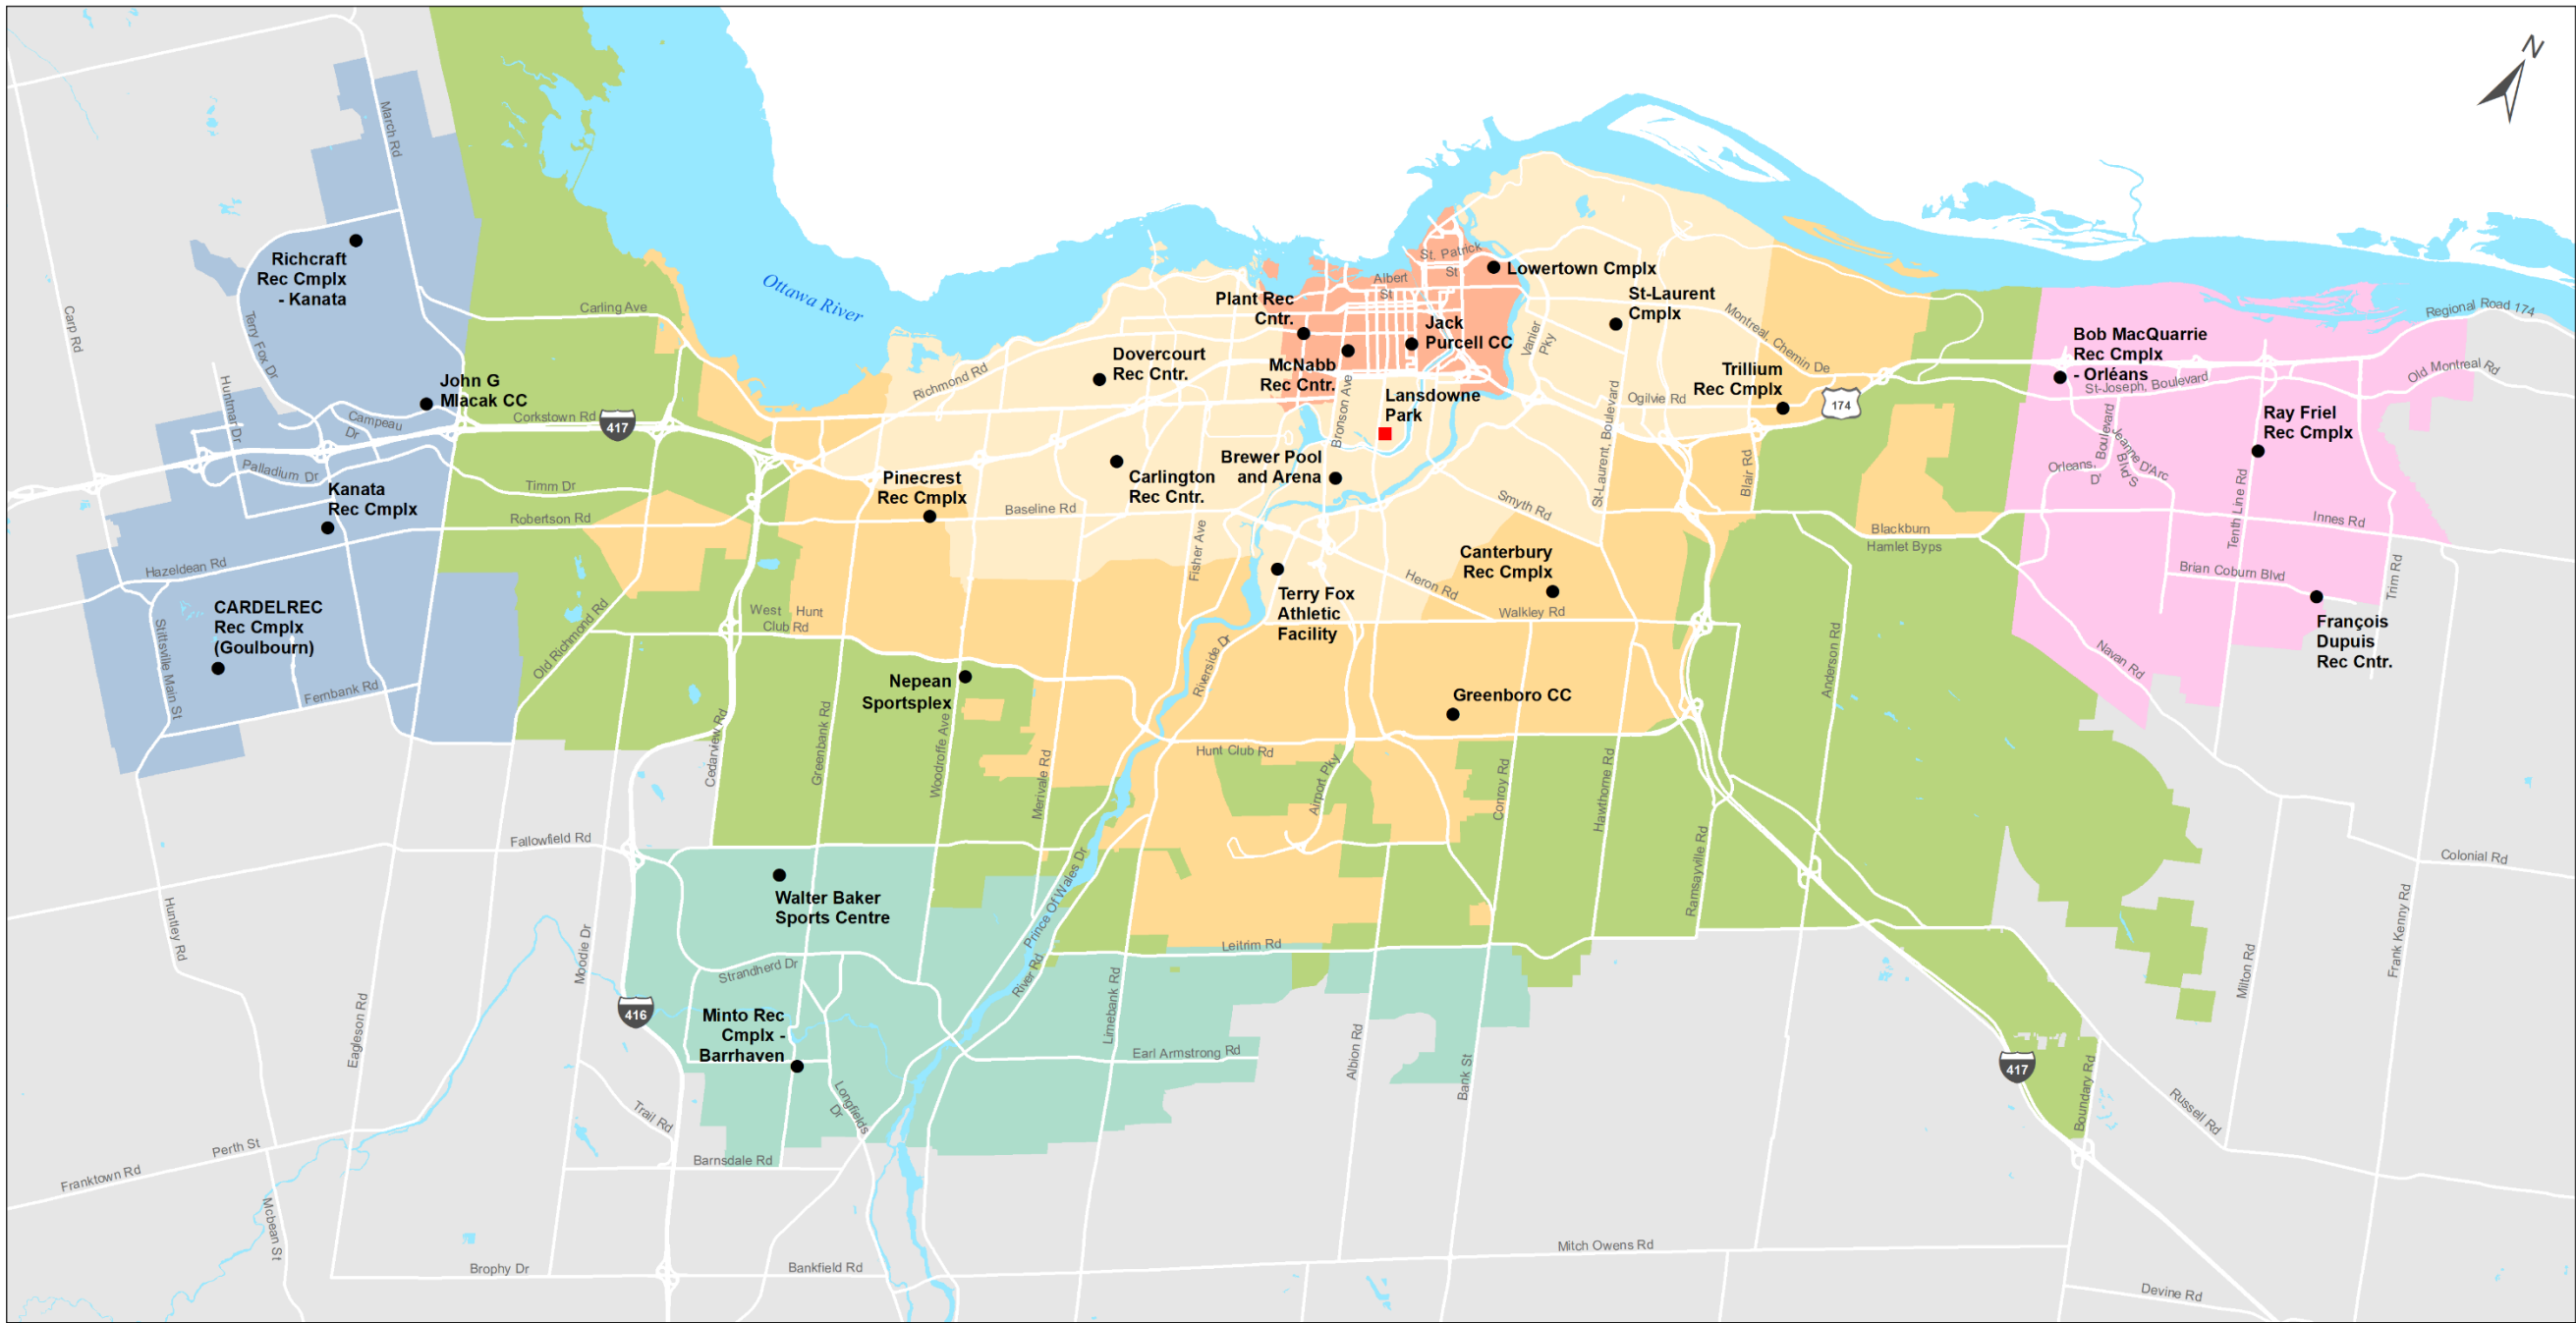 N
March Rd
Richcraft
Rec Cmplx
- Kanata
Carp Rd
Terry Fox Dr
Huntmar Dr
John G
Mlacak CC
Campeau
Dr
Corkstown Rd
417
Carling Ave
Palladium Dr
Timm Dr
Kanata
Rec Cmplx
Robertson Rd
Hazeldean Rd
CARDELREC
Rec Cmplx
(Goulbourn)
Stittsville Main St
Fernbank Rd
Old Richmond Rd
Ottawa River
Richmond Rd
Dovercourt
Rec Cntr.
Plant Rec
Cntr.
McNabb
Rec Cntr.
Jack
Purcell CC
Albert
St
St. Patrick
St
Lowertown Cmplx
St-Laurent
Cmplx
Vanier
Pky
Montreal, Chemin De
Trillium
Rec Cmplx
Ogilvie Rd
174
Lansdowne
Park
Bronson Ave
Brewer Pool
and Arena
Carlington
Rec Cntr.
Pinecrest
Rec Cmplx
Baseline Rd
Fisher Ave
Smyth Rd
St-Laurent, Boulevard
Blair Rd
Canterbury
Rec Cmplx
Heron Rd
Walkley Rd
Terry Fox
Athletic
Facility
Riverside Dr
West Hunt
Club Rd
Nepean
Sportsplex
Greenboro CC
Hunt Club Rd
Airport Pky
Cedarview Rd
Greenbank Rd
Woodroffe Ave
Merivale Rd
Conroy Rd
Hawthorne Rd
Ramsayville Rd
Anderson Rd
Blackburn
Hamlet Byps
Bob MacQuarrie
Rec Cmplx
- Orléans
St-Joseph, Boulevard
Regional Road 174
Old Montreal Rd
Ray Friel
Rec Cmplx
Orleans, Boulevard
D'
Jeanne D'Arc
Blvd S
Tenth Line Rd
Innes Rd
Brian Coburn Blvd
Trim Rd
François
Dupuis
Rec Cntr.
Navan Rd
Fallowfield Rd
Walter Baker
Sports Centre
Prince Of Wales Dr
Strandherd Dr
River Rd
Limebank Rd
Leitrim Rd
Huntley Rd
Moodie Dr
416
Minto Rec
Cmplx -
Barrhaven
Eagleson Rd
Longfields
Dr
Earl Armstrong Rd
Albion Rd
Bank St
Trail Rd
Barnsdale Rd
Perth St
Franktown Rd
Mcbean St
Brophy Dr
Bankfield Rd
Mitch Owens Rd
417
Boundary Rd
Russell Rd
Milton Rd
Frank Kenny Rd
Colonial Rd
Devine Rd